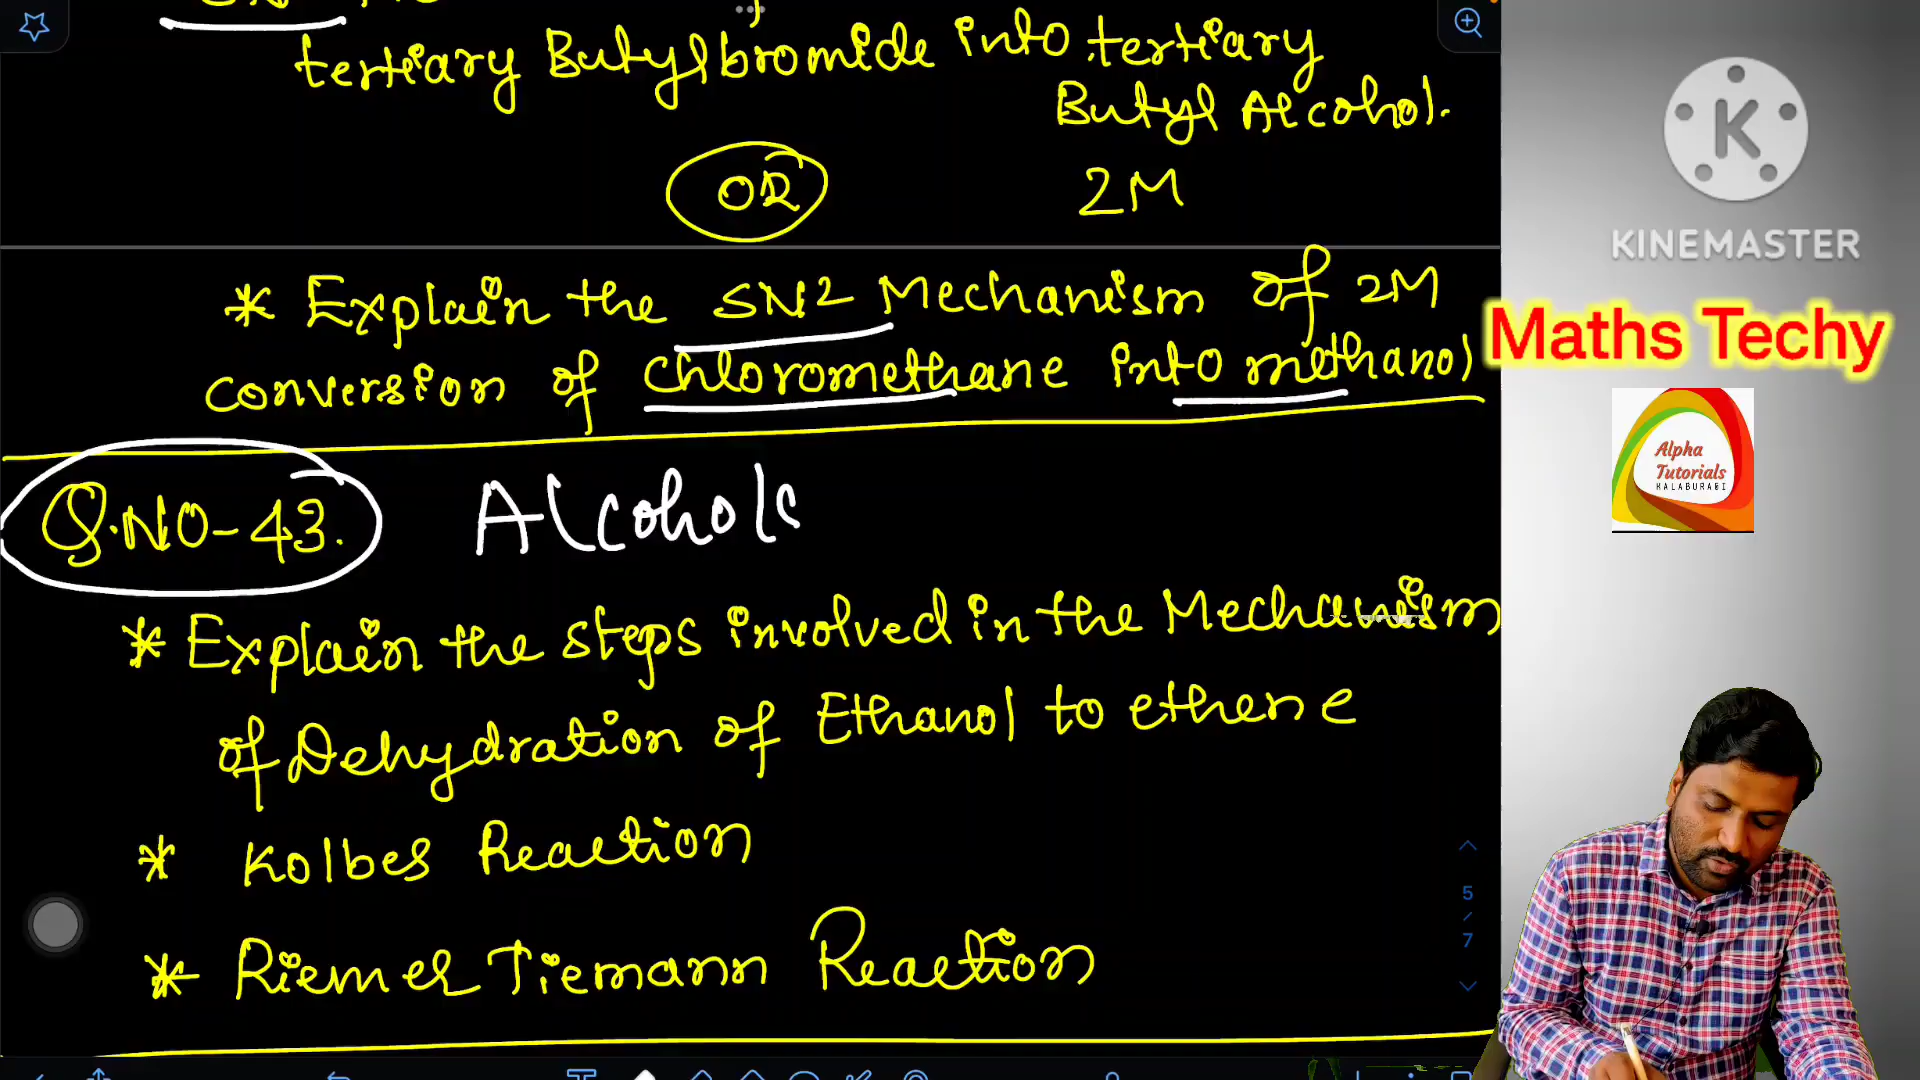 tertiary Butylbromide into tertiary
Butyl Alcohol.
OR 2M
* Explain the SN2 Mechanism of 2M
conversion of chloromethane into methanol
Q.NO-43. Alcohols
* Explain the steps involved in the Mechanism
of Dehydration of Ethanol to ethene
* Kolbes Reaction
* Riemer Tiemann Reaction
K
KINEMASTER
Maths Techy
Alpha
Tutorials
KALABURAGI
5
7